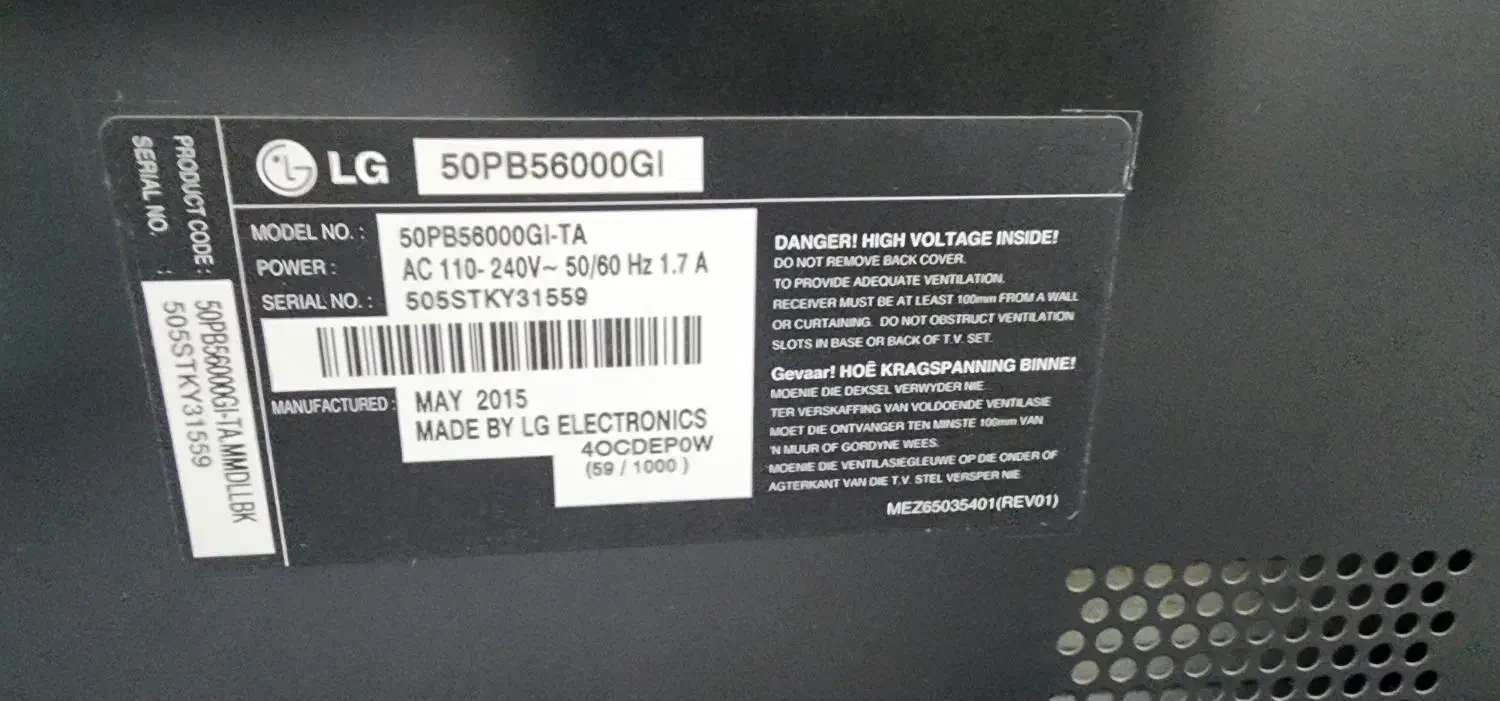 PRODUCT CODE :
SERIAL NO. :
50PB56000GI-TA.MMDLLBK
505STKY31559
LG
50PB56000GI
MODEL NO. : 50PB56000GI-TA
POWER : AC 110- 240V~ 50/60 Hz 1.7 A
SERIAL NO. : 505STKY31559
MANUFACTURED : MAY 2015
MADE BY LG ELECTRONICS
4OCDEP0W
(59 / 1000 )
DANGER! HIGH VOLTAGE INSIDE!
DO NOT REMOVE BACK COVER.
TO PROVIDE ADEQUATE VENTILATION.
RECEIVER MUST BE AT LEAST 100mm FROM A WALL
OR CURTAINING. DO NOT OBSTRUCT VENTILATION
SLOTS IN BASE OR BACK OF T.V. SET.
Gevaar! HOË KRAGSPANNING BINNE!
MOENIE DIE DEKSEL VERWYDER NIE
TER VERSKAFFING VAN VOLDOENDE VENTILASIE
MOET DIE ONTVANGER TEN MINSTE 100mm VAN
'N MUUR OF GORDYNE WEES.
MOENIE DIE VENTILASIEGLEUWE OP DIE ONDER OF
AGTERKANT VAN DIE T.V. STEL VERSPER NIE.
MEZ65035401(REV01)